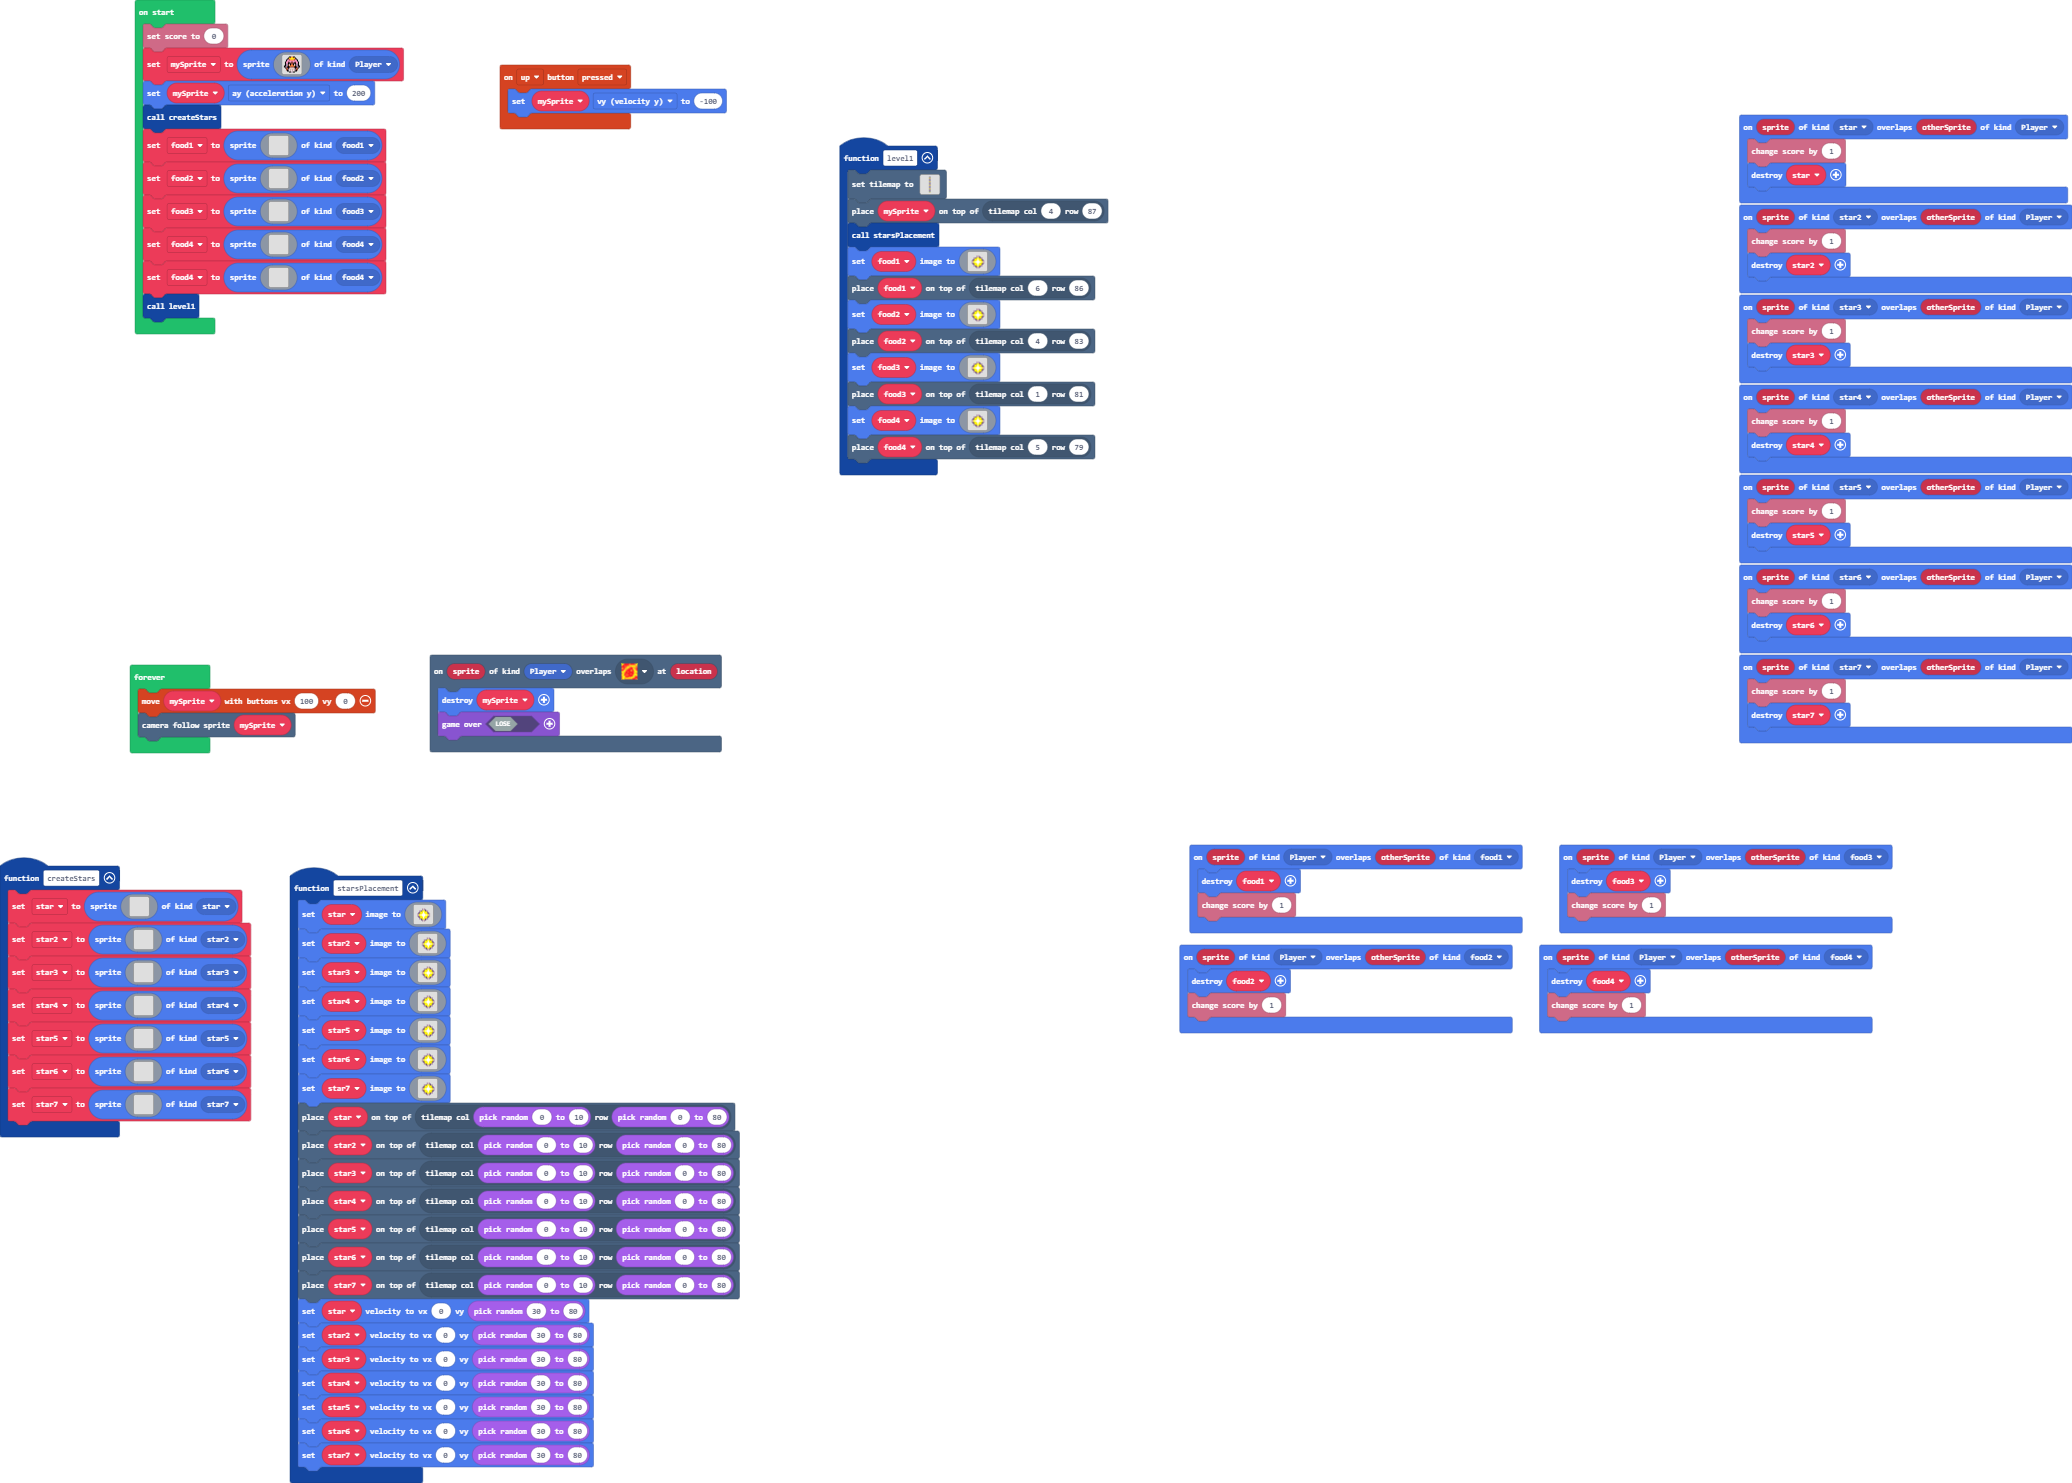 on start
set score to 0
set mySprite to sprite of kind Player
set mySprite ay (acceleration y) to 200
call createStars
set food1 to sprite of kind food1
set food2 to sprite of kind food2
set food3 to sprite of kind food3
set food4 to sprite of kind food4
set food4 to sprite of kind food4
call level1
on up button pressed
set mySprite vy (velocity y) to -100
function level1
set tilemap to
place mySprite on top of tilemap col 4 row 87
call starsPlacement
set food1 image to
place food1 on top of tilemap col 6 row 86
set food2 image to
place food2 on top of tilemap col 4 row 83
set food3 image to
place food3 on top of tilemap col 1 row 81
set food4 image to
place food4 on top of tilemap col 5 row 79
on sprite of kind star overlaps otherSprite of kind Player
change score by 1
destroy star
on sprite of kind star2 overlaps otherSprite of kind Player
change score by 1
destroy star2
on sprite of kind star3 overlaps otherSprite of kind Player
change score by 1
destroy star3
on sprite of kind star4 overlaps otherSprite of kind Player
change score by 1
destroy star4
on sprite of kind star5 overlaps otherSprite of kind Player
change score by 1
destroy star5
on sprite of kind star6 overlaps otherSprite of kind Player
change score by 1
destroy star6
on sprite of kind star7 overlaps otherSprite of kind Player
change score by 1
destroy star7
forever
move mySprite with buttons vx 100 vy 0
camera follow sprite mySprite
on sprite of kind Player overlaps at location
destroy mySprite
game over LOSE
function createStars
set star to sprite of kind star
set star2 to sprite of kind star2
set star3 to sprite of kind star3
set star4 to sprite of kind star4
set star5 to sprite of kind star5
set star6 to sprite of kind star6
set star7 to sprite of kind star7
function starsPlacement
set star image to
set star2 image to
set star3 image to
set star4 image to
set star5 image to
set star6 image to
set star7 image to
place star on top of tilemap col pick random 0 to 10 row pick random 0 to 80
place star2 on top of tilemap col pick random 0 to 10 row pick random 0 to 80
place star3 on top of tilemap col pick random 0 to 10 row pick random 0 to 80
place star4 on top of tilemap col pick random 0 to 10 row pick random 0 to 80
place star5 on top of tilemap col pick random 0 to 10 row pick random 0 to 80
place star6 on top of tilemap col pick random 0 to 10 row pick random 0 to 80
place star7 on top of tilemap col pick random 0 to 10 row pick random 0 to 80
set star velocity to vx 0 vy pick random 30 to 80
set star2 velocity to vx 0 vy pick random 30 to 80
set star3 velocity to vx 0 vy pick random 30 to 80
set star4 velocity to vx 0 vy pick random 30 to 80
set star5 velocity to vx 0 vy pick random 30 to 80
set star6 velocity to vx 0 vy pick random 30 to 80
set star7 velocity to vx 0 vy pick random 30 to 80
on sprite of kind Player overlaps otherSprite of kind food1
destroy food1
change score by 1
on sprite of kind Player overlaps otherSprite of kind food3
destroy food3
change score by 1
on sprite of kind Player overlaps otherSprite of kind food2
destroy food2
change score by 1
on sprite of kind Player overlaps otherSprite of kind food4
destroy food4
change score by 1